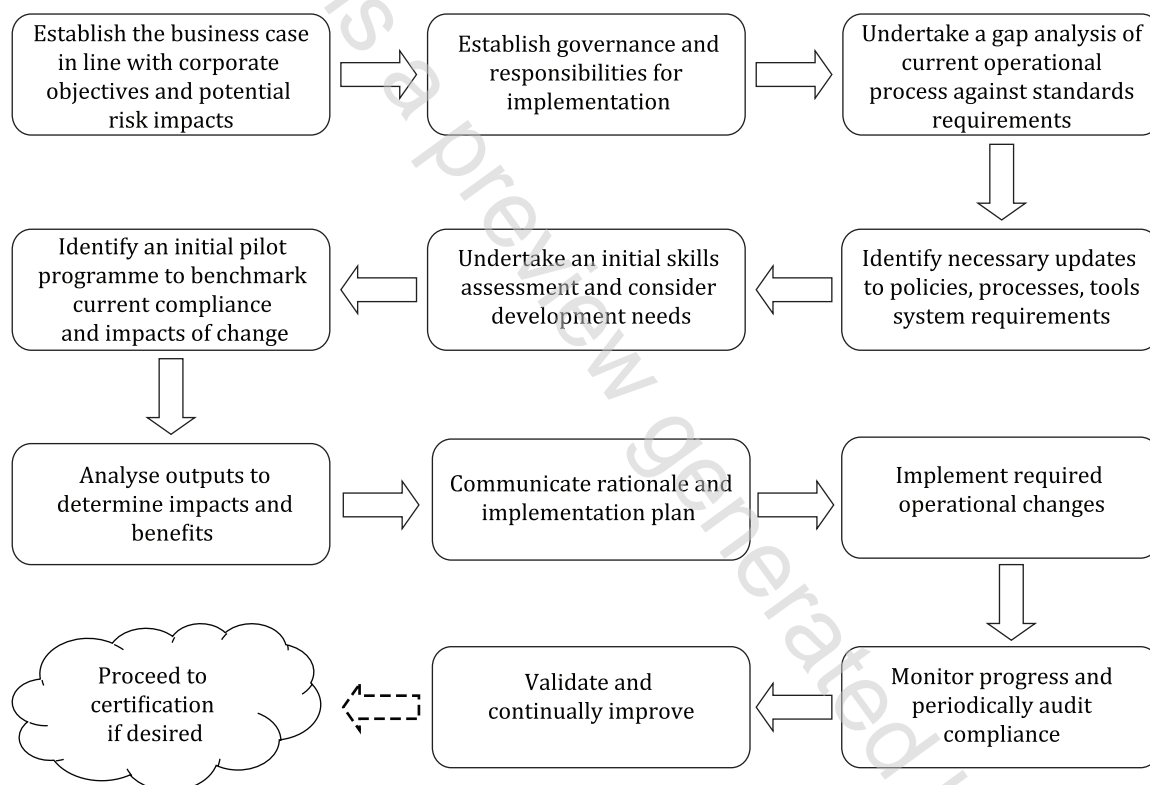 Establish the business case
in line with corporate
objectives and potential
risk impacts
Establish governance and
responsibilities for
implementation
Undertake a gap analysis of
current operational
process against standards
requirements
Identify an initial pilot
programme to benchmark
current compliance
and impacts of change
Undertake an initial skills
assessment and consider
development needs
Identify necessary updates
to policies, processes, tools
system requirements
Analyse outputs to
determine impacts and
benefits
Communicate rationale and
implementation plan
Implement required
operational changes
Proceed to
certification
if desired
Validate and
continually improve
Monitor progress and
periodically audit
compliance
is a preview generated